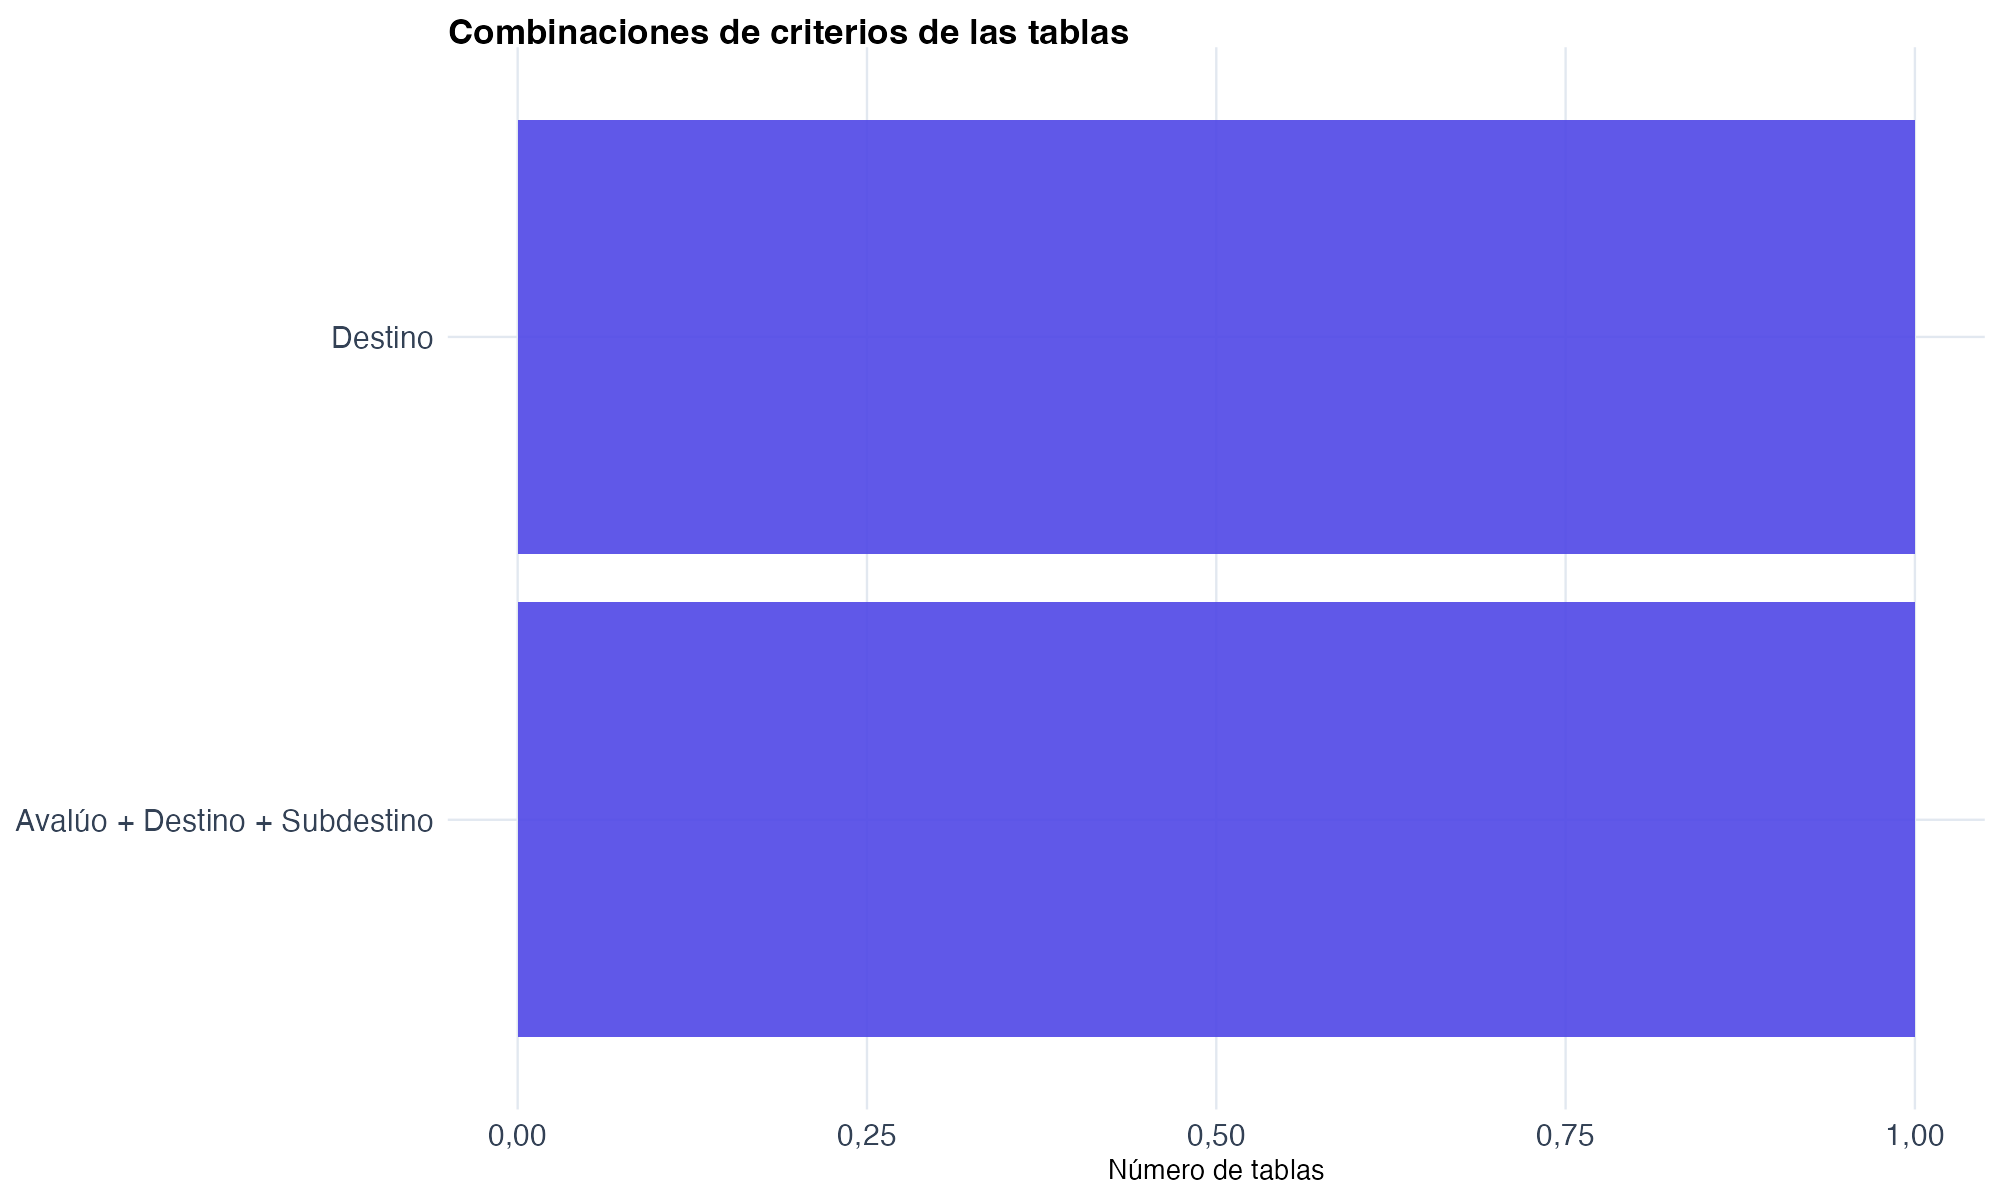 Combinaciones de criterios de las tablas
Destino
Avalúo + Destino + Subdestino
0,00 0,25 0,50 0,75 1,00
Número de tablas